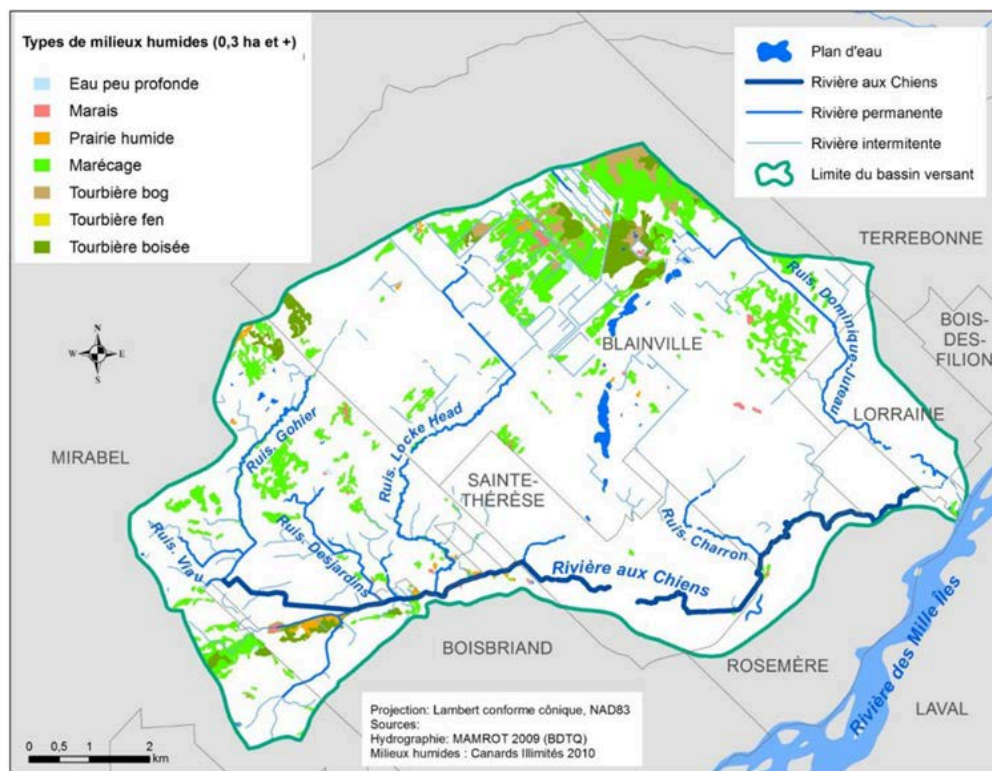 Types de milieux humides (0,3 ha et +)
Eau peu profonde
Marais
Prairie humide
Marécage
Tourbière bog
Tourbière fen
Tourbière boisée
Plan d'eau
Rivière aux Chiens
Rivière permanente
Rivière intermitente
Limite du bassin versant
TERREBONNE
BOIS-
DES-
FILION
LORRAINE
Ruis. Dominique-Juteau
BLAINVILLE
N
W
E
S
MIRABEL
Ruis. Gohier
Ruis. Locke Head
SAINTE-
THÉRÈSE
Ruis. Viau
Ruis. Desjardins
Ruis. Charron
Rivière aux Chiens
BOISBRIAND
ROSEMÈRE
Rivière des Mille Îles
LAVAL
Projection: Lambert conforme cônique, NAD83
Sources:
Hydrographie: MAMROT 2009 (BDTQ)
Milieux humides : Canards Illimités 2010
0 0,5 1 2
km